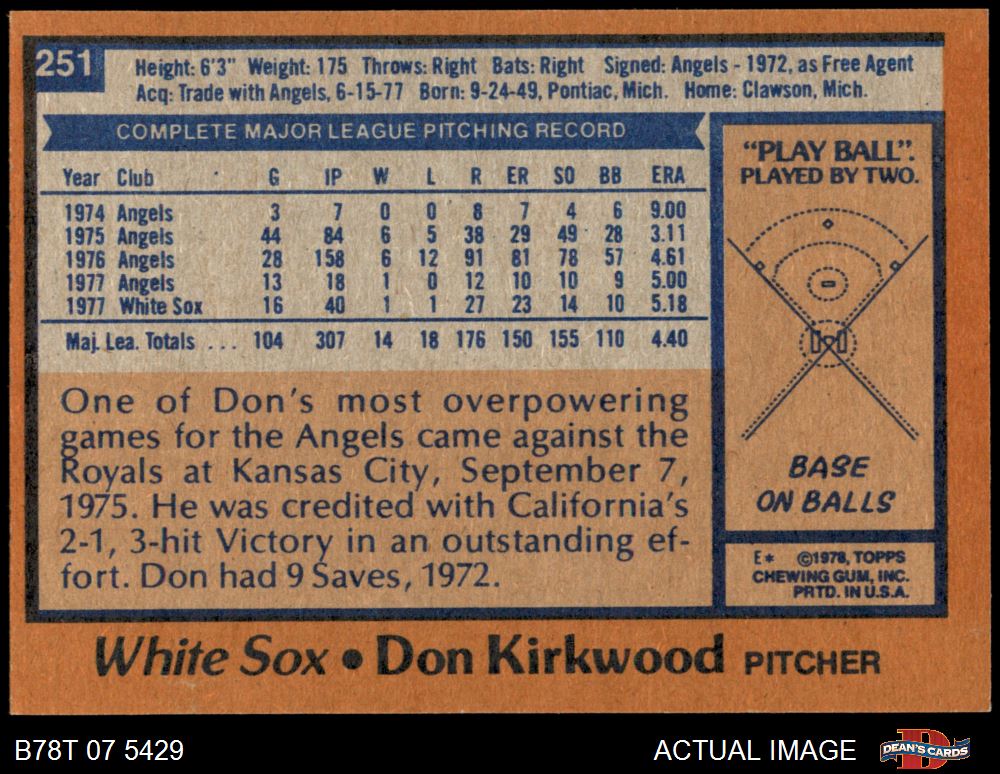 251
Height: 6'3" Weight: 175 Throws: Right Bats: Right Signed: Angels - 1972, as Free Agent
Acq: Trade with Angels, 6-15-77 Born: 9-24-49, Pontiac, Mich. Home: Clawson, Mich.
COMPLETE MAJOR LEAGUE PITCHING RECORD
Year Club G IP W L R ER SO BB ERA
1974 Angels 3 7 0 0 8 7 4 6 9.00
1975 Angels 44 84 6 5 38 29 49 28 3.11
1976 Angels 28 158 6 12 91 81 78 57 4.61
1977 Angels 13 18 1 0 12 10 10 9 5.00
1977 White Sox 16 40 1 1 27 23 14 10 5.18
Maj. Lea. Totals ... 104 307 14 18 176 150 155 110 4.40
One of Don's most overpowering
games for the Angels came against the
Royals at Kansas City, September 7,
1975. He was credited with California's
2-1, 3-hit Victory in an outstanding ef-
fort. Don had 9 Saves, 1972.
"PLAY BALL".
PLAYED BY TWO.
BASE
ON BALLS
E* ©1978, TOPPS
CHEWING GUM, INC.
PRTD. IN U.S.A.
White Sox • Don Kirkwood PITCHER
B78T 07 5429
ACTUAL IMAGE
DEAN'S CARDS